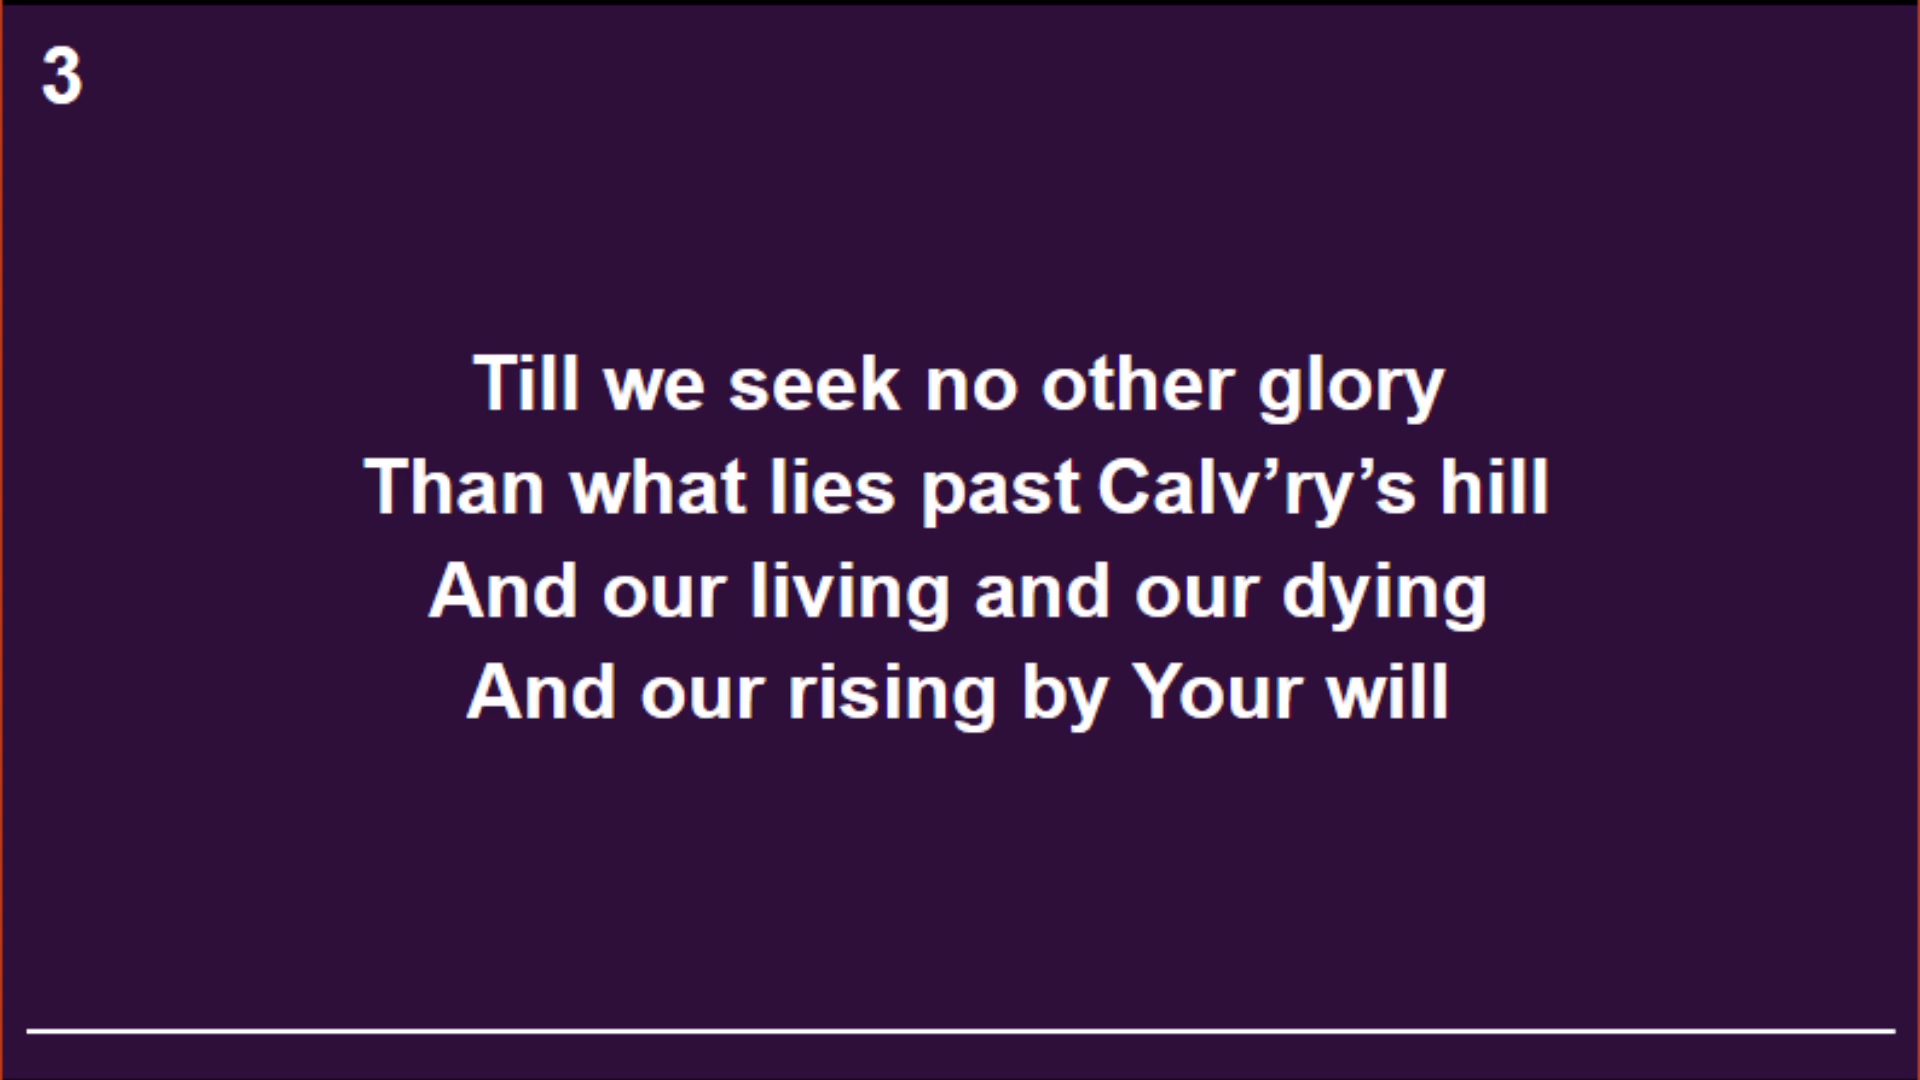 3
Till we seek no other glory
Than what lies past Calv’ry’s hill
And our living and our dying
And our rising by Your will